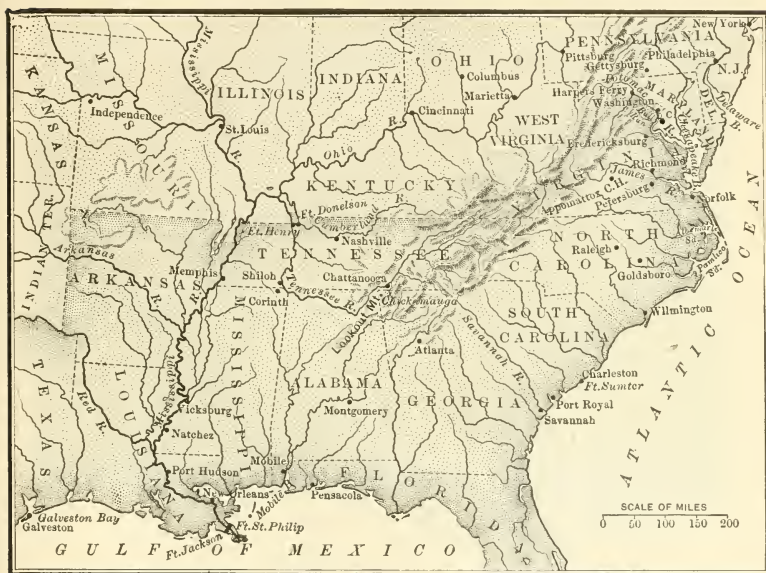 New York
PENNSYLVANIA
Pittsburg
Philadelphia
Gettysburg
N.J.
OHIO
Columbus
Marietta
Cincinnati
INDIANA
ILLINOIS
Mississippi
R.
KANSAS
MISSOURI
Independence
St.Louis
Ohio
R.
Harpers Ferry
Potomac
Washington
MARYLAND
DEL.
Delaware
B.
Chesapeake B.
WEST
VIRGINIA
Fredericksburg
VIRGINIA
Richmond
James
R.
Appomattox C.H.
Petersburg
Norfolk
KENTUCKY
Ft. Donelson
Cumberland
R.
Ft. Henry
Nashville
TENNESSEE
INDIAN TER.
Arkansas
R.
ARKANSAS
Memphis
Shiloh
Corinth
Tennessee R.
Chattanooga
Chickamauga
Lookout Mt.
NORTH
CAROLINA
Raleigh
Goldsboro
Pamlico
Sd.
SOUTH
CAROLINA
Wilmington
Savannah R.
Atlanta
Charleston
Ft. Sumter
Port Royal
Savannah
GEORGIA
ALABAMA
Montgomery
MISSISSIPPI
Mississippi
R.
TEXAS
Red R.
LOUISIANA
Vicksburg
Natchez
Port Hudson
New Orleans
Mobile
Mobile B.
Pensacola
FLORIDA
Galveston Bay
Galveston
Ft. Jackson
Ft. St. Philip
GULF OF MEXICO
ATLANTIC OCEAN
SCALE OF MILES
0 50 100 150 200